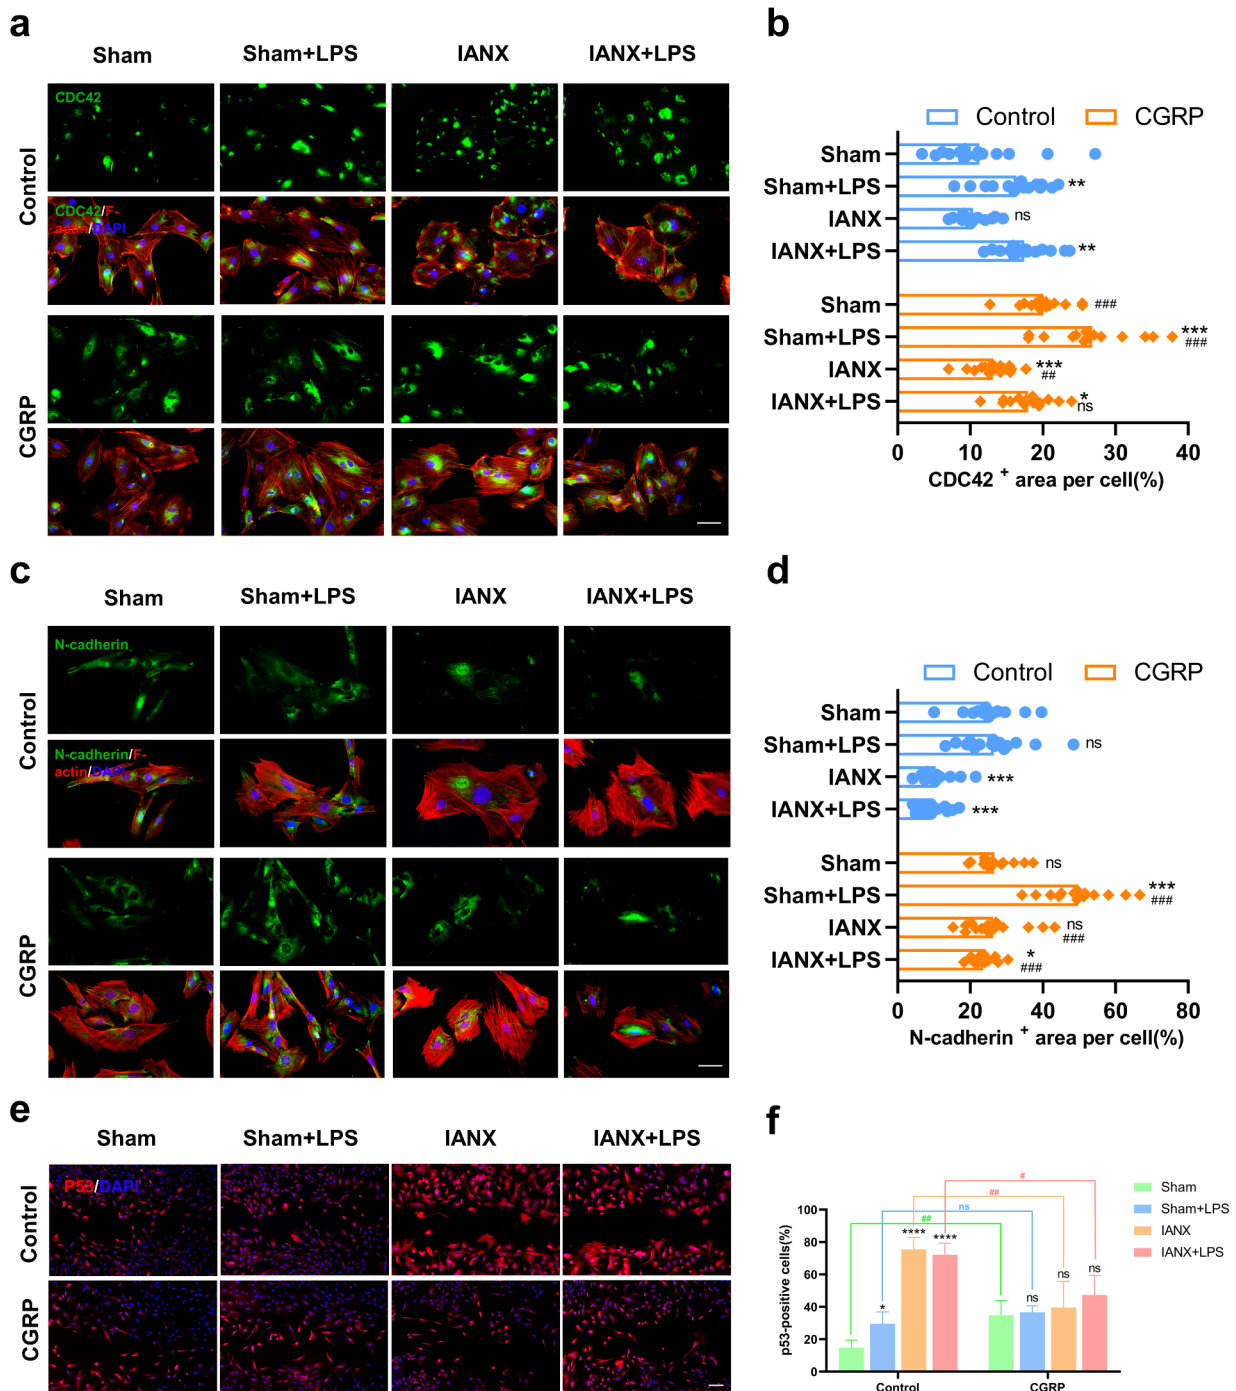 a
Sham
Sham+LPS
IANX
IANX+LPS
Control
CDC42
CDC42/F-
actin/DAPI
CGRP
b
Control
CGRP
Sham
Sham+LPS
**
IANX
ns
IANX+LPS
**
Sham
###
Sham+LPS
***
###
IANX
***
##
IANX+LPS
*
ns
0
10
20
30
40
CDC42 + area per cell(%)
c
Sham
Sham+LPS
IANX
IANX+LPS
Control
N-cadherin
N-cadherin/F-
actin/DAPI
CGRP
d
Control
CGRP
Sham
Sham+LPS
ns
IANX
***
IANX+LPS
***
Sham
ns
Sham+LPS
***
###
IANX
ns
###
IANX+LPS
*
###
0
20
40
60
80
N-cadherin + area per cell(%)
e
Sham
Sham+LPS
IANX
IANX+LPS
Control
P53/DAPI
CGRP
f
p53-positive cells(%)
100
80
60
40
20
0
##
ns
##
#
*
****
****
ns
ns
ns
Control
CGRP
Sham
Sham+LPS
IANX
IANX+LPS